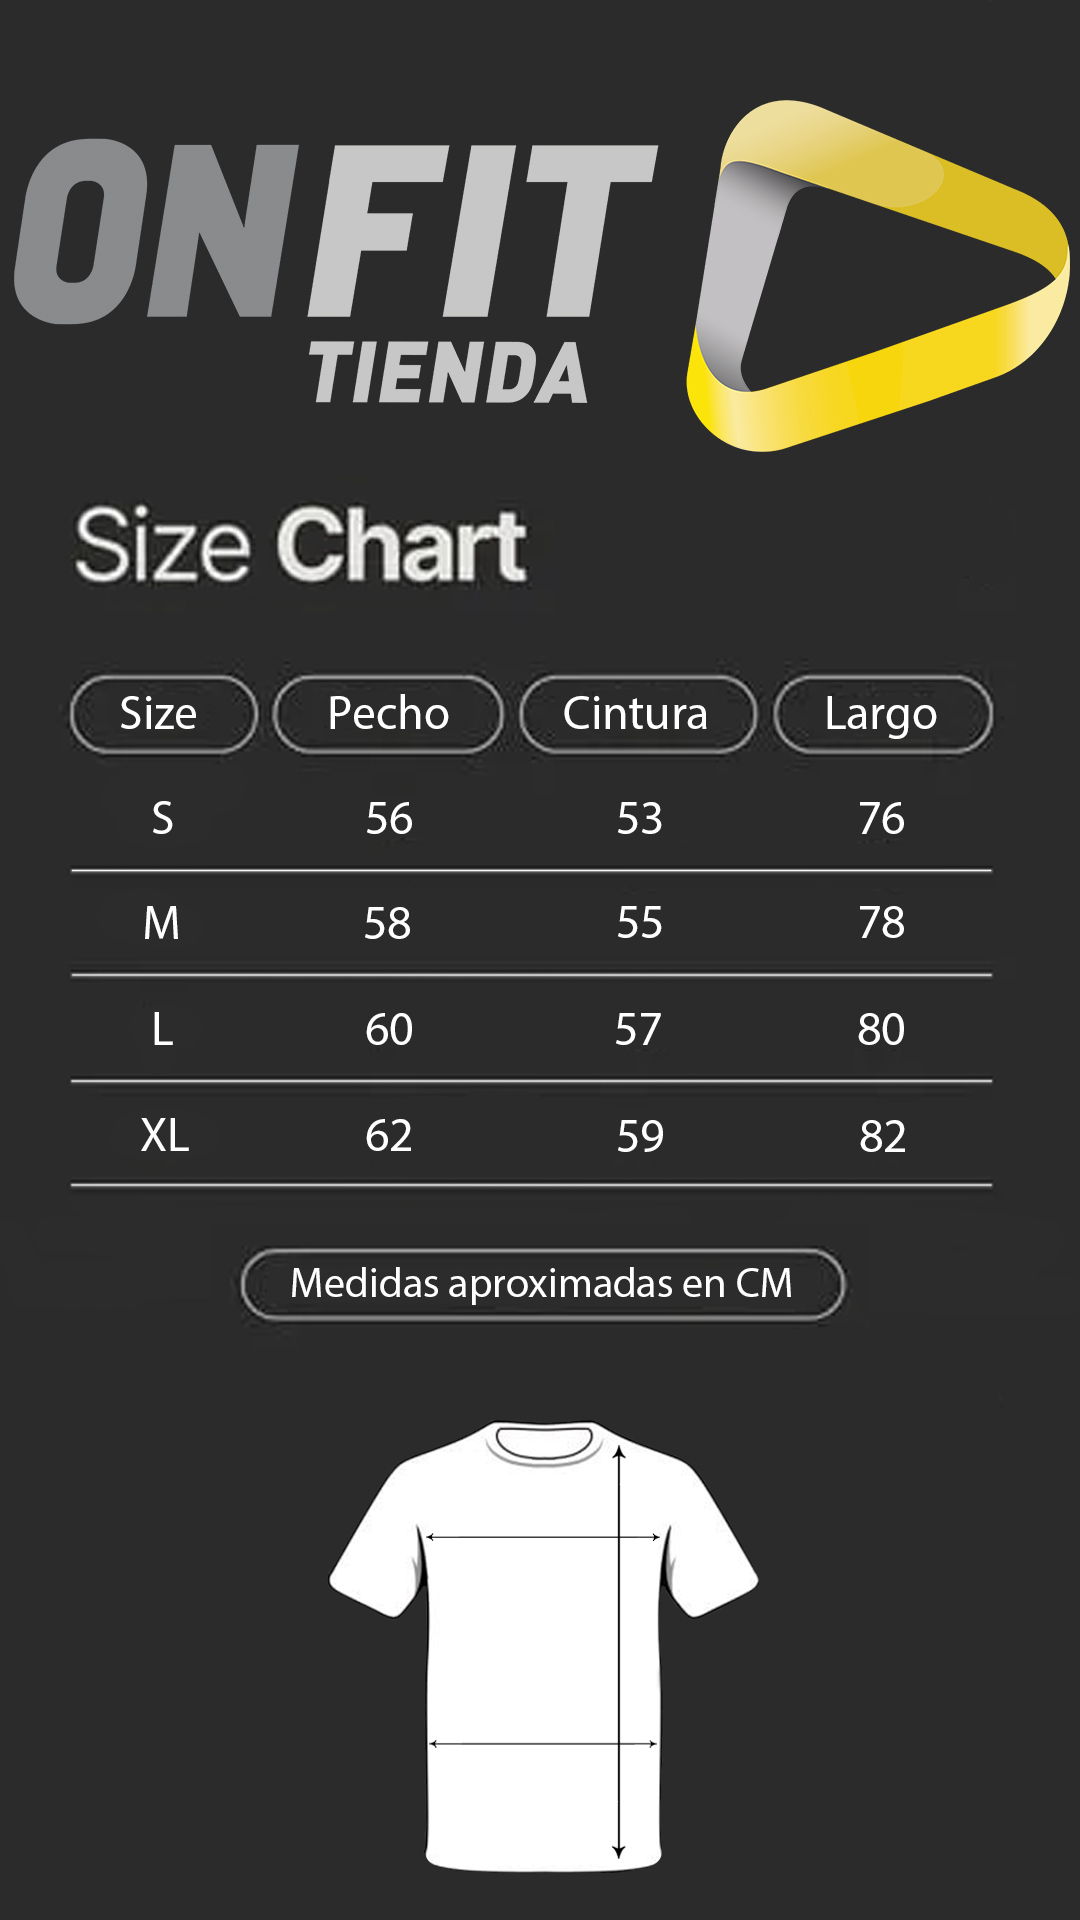 ONFIT
TIENDA
Size Chart
Size Pecho Cintura Largo
S 56 53 76
M 58 55 78
L 60 57 80
XL 62 59 82
Medidas aproximadas en CM